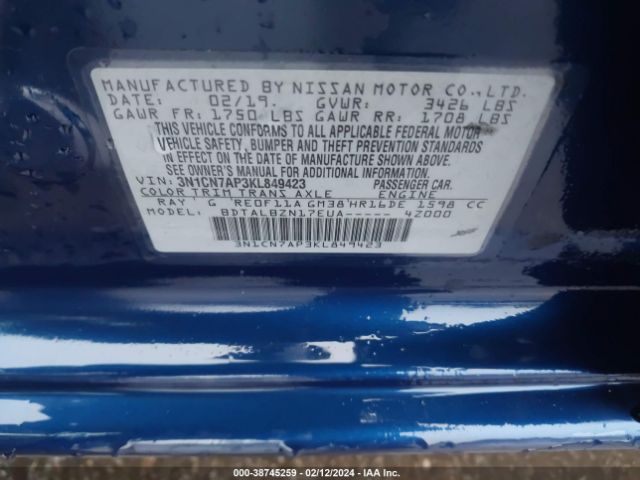 MANUFACTURED BY NISSAN MOTOR CO., LTD.
DATE: 02/19. GVWR: 3426 LBS
GAWR FR: 1750 LBS GAWR RR: 1708 LBS
THIS VEHICLE CONFORMS TO ALL APPLICABLE FEDERAL MOTOR
VEHICLE SAFETY, BUMPER AND THEFT PREVENTION STANDARDS
IN EFFECT ON THE DATE OF MANUFACTURE SHOWN ABOVE.
SEE OWNERS MANUAL FOR ADDITIONAL INFORMATION
VIN: 3N1CN7AP3KL849423 PASSENGER CAR
COLOR TRIM TRANS AXLE ENGINE
RAY G RE0F11A GM38 HR16DE 1598 CC
MODEL: BDTALBZN17EUA----- 4Z000
3N1CN7AP3KL849423
000-38745259 - 02/12/2024 - IAA Inc.